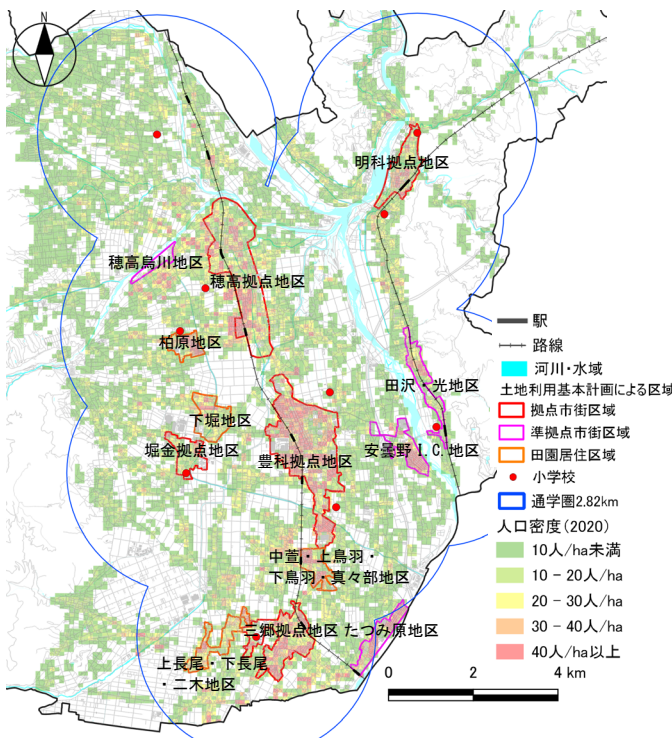 N
明科拠点地区
穂高烏川地区
穂高拠点地区
柏原地区
田沢・光地区
下堀地区
堀金拠点地区
豊科拠点地区
安曇野I.C.地区
中萱・上鳥羽・
下鳥羽・真々部地区
三郷拠点地区
たつみ原地区
上長尾・下長尾
・二木地区
駅
路線
河川・水域
土地利用基本計画による区域
拠点市街区域
準拠点市街区域
田園居住区域
小学校
通学圏2.82km
人口密度(2020)
10人/ha未満
10 - 20人/ha
20 - 30人/ha
30 - 40人/ha
40人/ha以上
0 2 4 km